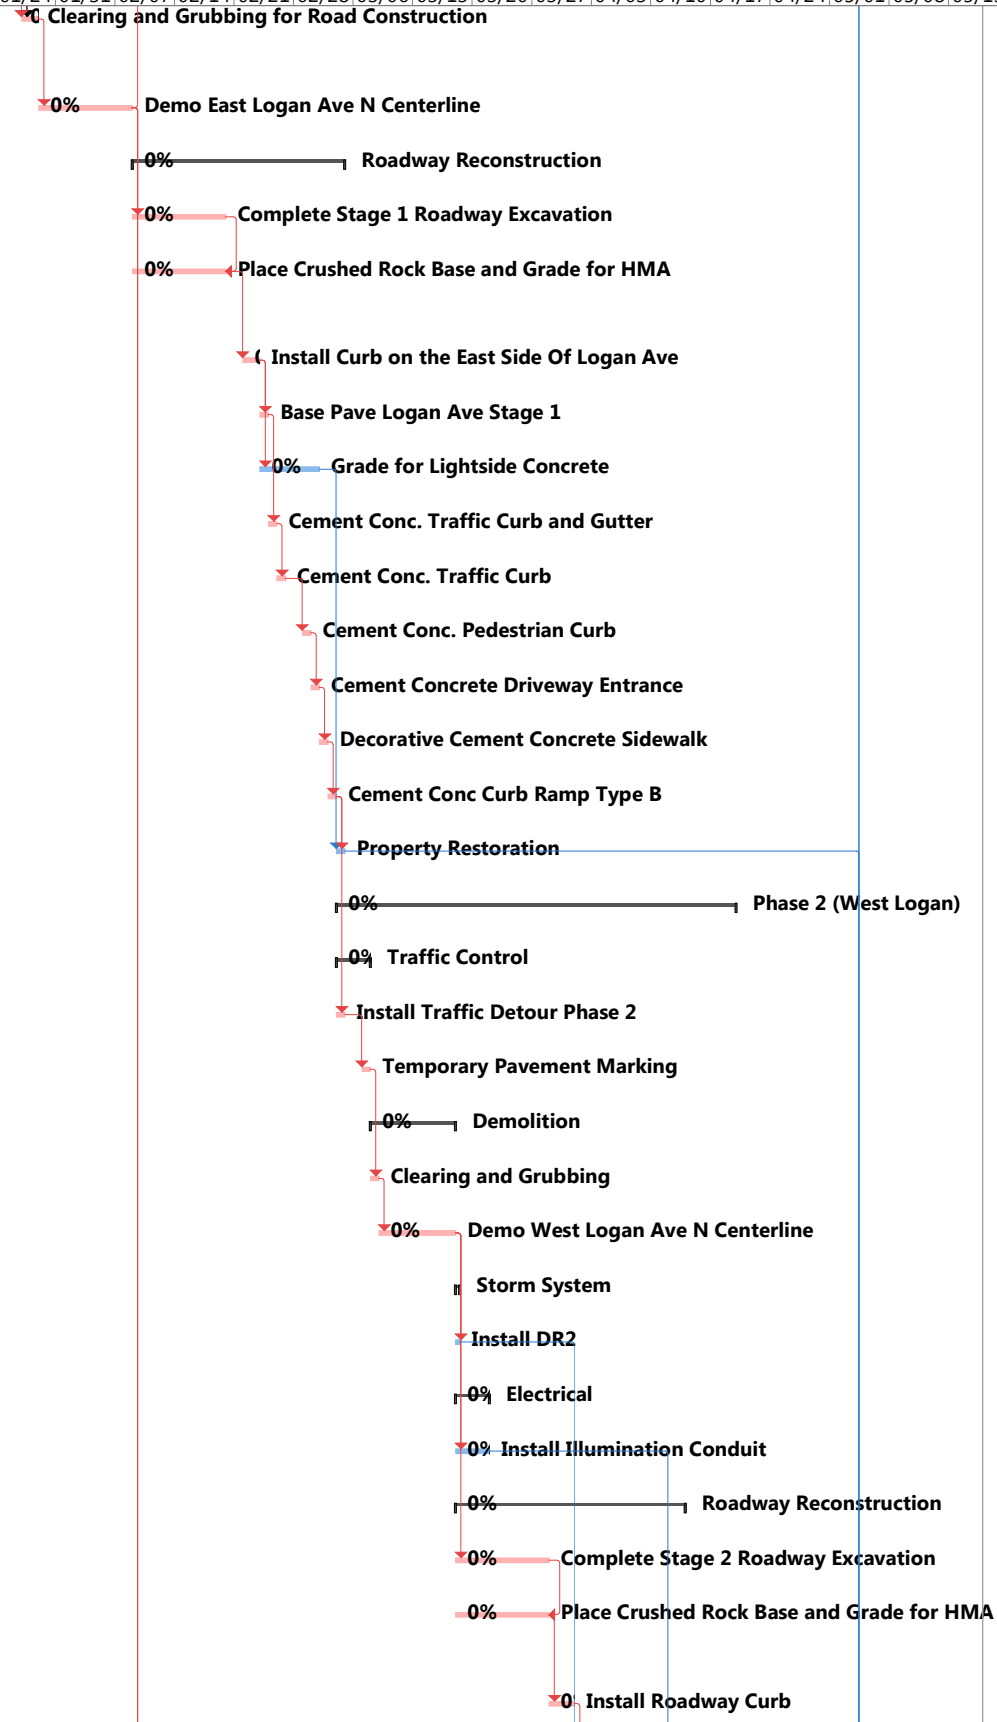 0 Clearing and Grubbing for Road Construction
0% Demo East Logan Ave N Centerline
0% Roadway Reconstruction
0% Complete Stage 1 Roadway Excavation
0% Place Crushed Rock Base and Grade for HMA
Install Curb on the East Side Of Logan Ave
Base Pave Logan Ave Stage 1
0% Grade for Lightside Concrete
Cement Conc. Traffic Curb and Gutter
Cement Conc. Traffic Curb
Cement Conc. Pedestrian Curb
Cement Concrete Driveway Entrance
Decorative Cement Concrete Sidewalk
Cement Conc Curb Ramp Type B
Property Restoration
0% Phase 2 (West Logan)
0% Traffic Control
Install Traffic Detour Phase 2
Temporary Pavement Marking
0% Demolition
Clearing and Grubbing
0% Demo West Logan Ave N Centerline
Storm System
Install DR2
0% Electrical
0% Install Illumination Conduit
0% Roadway Reconstruction
0% Complete Stage 2 Roadway Excavation
0% Place Crushed Rock Base and Grade for HMA
0 Install Roadway Curb